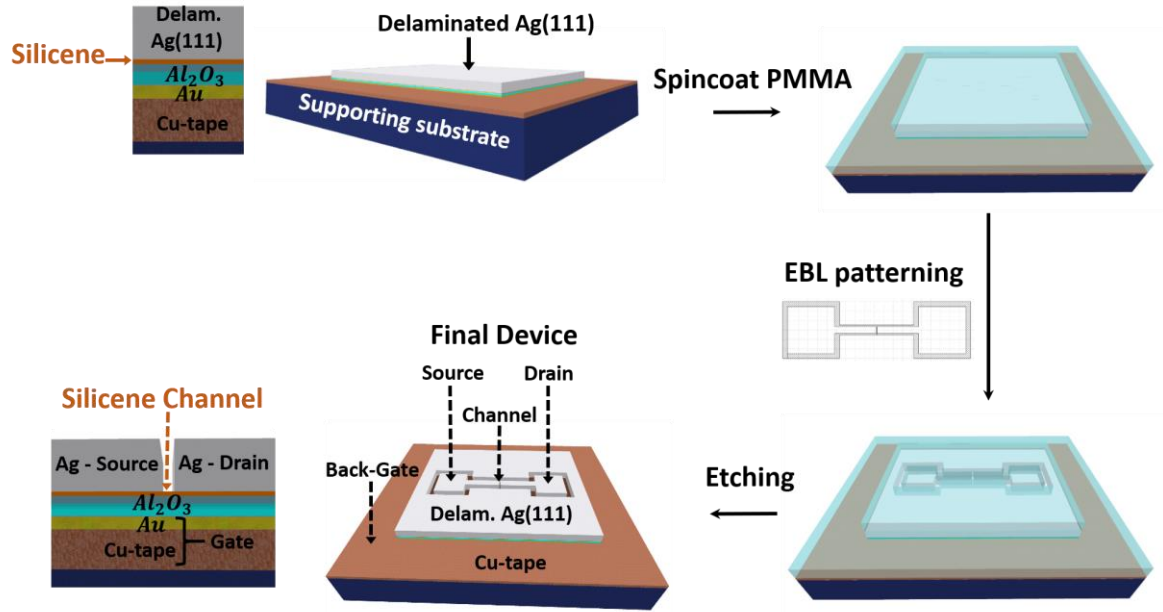 Delam.
Ag(111)
Silicene
Al₂O₃
Au
Cu-tape
Delaminated Ag(111)
Supporting substrate
Spincoat PMMA
EBL patterning
Etching
Final Device
Source
Drain
Channel
Back-Gate
Delam. Ag(111)
Cu-tape
Silicene Channel
Ag - Source
Ag - Drain
Al₂O₃
Au
Cu-tape
Gate